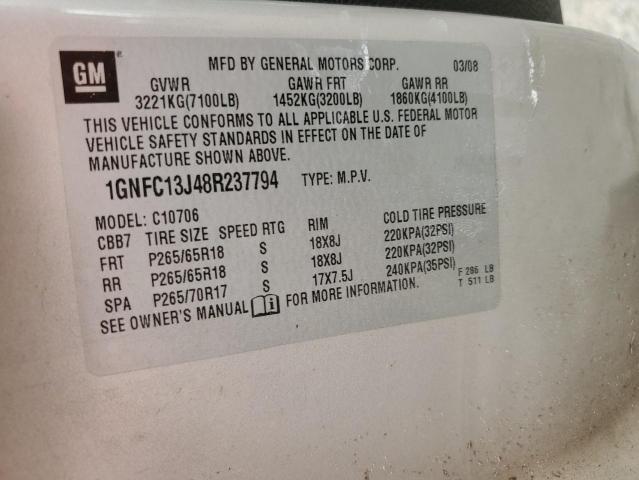 GM ®
MFD BY GENERAL MOTORS CORP. 03/08
GVWR GAWR FRT GAWR RR
3221KG(7100LB) 1452KG(3200LB) 1860KG(4100LB)
THIS VEHICLE CONFORMS TO ALL APPLICABLE U.S. FEDERAL MOTOR
VEHICLE SAFETY STANDARDS IN EFFECT ON THE DATE OF
MANUFACTURE SHOWN ABOVE.
1GNFC13J48R237794 TYPE: M.P.V.
MODEL: C10706
CBB7 TIRE SIZE SPEED RTG RIM COLD TIRE PRESSURE
FRT P265/65R18 S 18X8J 220KPA(32PSI)
RR P265/65R18 S 18X8J 220KPA(32PSI)
SPA P265/70R17 S 17X7.5J 240KPA(35PSI)
SEE OWNER'S MANUAL i FOR MORE INFORMATION.
F 286 LB
T 511 LB